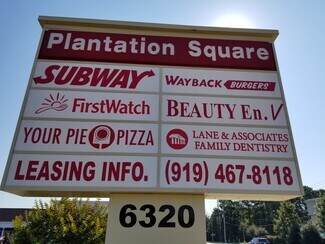 Plantation Square
SUBWAY
WAYBACK BURGERS
FirstWatch
BEAUTY En.V
YOUR PIE PIZZA
LANE & ASSOCIATES
FAMILY DENTISTRY
LEASING INFO.
(919) 467-8118
6320